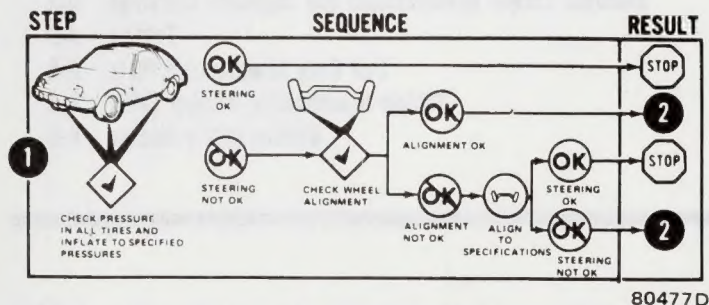 STEP SEQUENCE RESULT
OK
STEERING
OK
STOP
OK
ALIGNMENT OK
2
1
CHECK PRESSURE
IN ALL TIRES AND
INFLATE TO SPECIFIED
PRESSURES
OK
STEERING
NOT OK
CHECK WHEEL
ALIGNMENT
OK
ALIGNMENT
NOT OK
ALIGN
TO
SPECIFICATIONS
OK
STEERING
OK
STOP
OK
STEERING
NOT OK
2
80477D